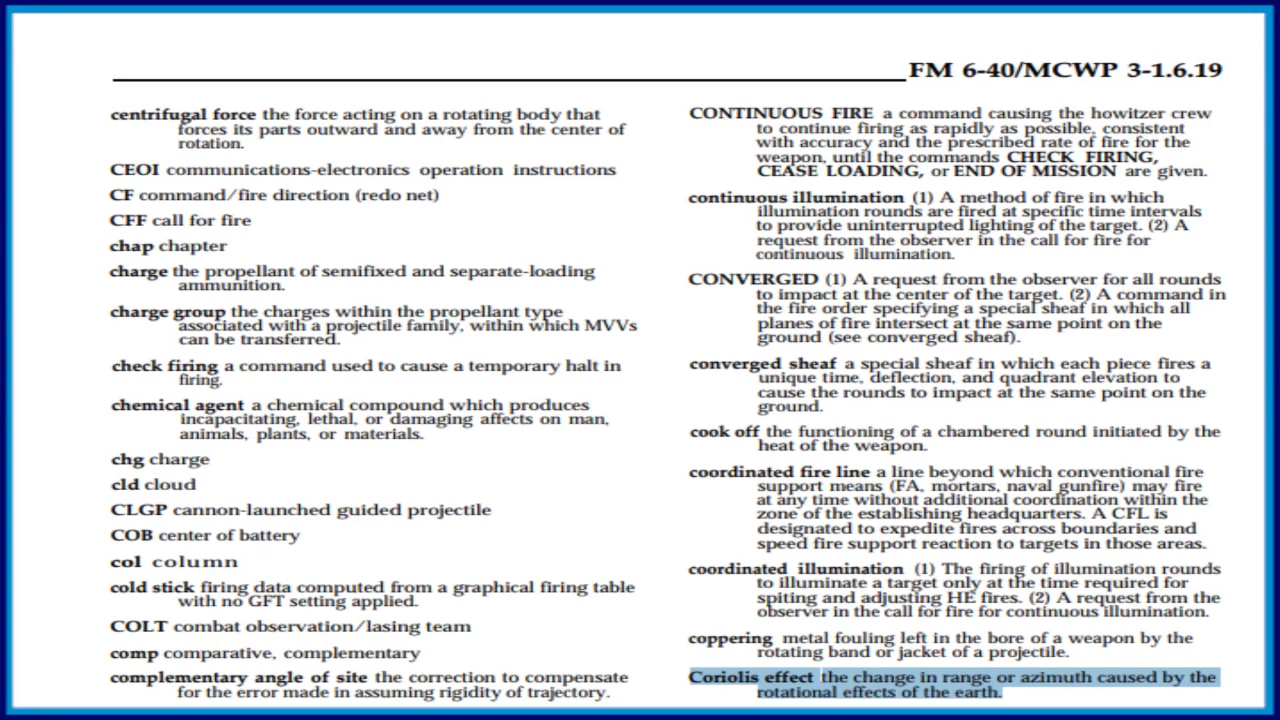 FM 6-40/MCWP 3-1.6.19
centrifugal force the force acting on a rotating body that
forces its parts outward and away from the center of
rotation.
CEOI communications-electronics operation instructions
CF command/fire direction (redo net)
CFF call for fire
chap chapter
charge the propellant of semifixed and separate-loading
ammunition.
charge group the charges within the propellant type
associated with a projectile family, within which MVVs
can be transferred.
check firing a command used to cause a temporary halt in
firing.
chemical agent a chemical compound which produces
incapacitating, lethal, or damaging affects on man,
animals, plants, or materials.
chg charge
cld cloud
CLGP cannon-launched guided projectile
COB center of battery
col column
cold stick firing data computed from a graphical firing table
with no GFT setting applied.
COLT combat observation/lasing team
comp comparative, complementary
complementary angle of site the correction to compensate
for the error made in assuming rigidity of trajectory.
CONTINUOUS FIRE a command causing the howitzer crew
to continue firing as rapidly as possible, consistent
with accuracy and the prescribed rate of fire for the
weapon, until the commands CHECK FIRING,
CEASE LOADING, or END OF MISSION are given.
continuous illumination (1) A method of fire in which
illumination rounds are fired at specific time intervals
to provide uninterrupted lighting of the target. (2) A
request from the observer in the call for fire for
continuous illumination.
CONVERGED (1) A request from the observer for all rounds
to impact at the center of the target. (2) A command in
the fire order specifying a special sheaf in which all
planes of fire intersect at the same point on the
ground (see converged sheaf).
converged sheaf a special sheaf in which each piece fires a
unique time, deflection, and quadrant elevation to
cause the rounds to impact at the same point on the
ground.
cook off the functioning of a chambered round initiated by the
heat of the weapon.
coordinated fire line a line beyond which conventional fire
support means (FA, mortars, naval gunfire) may fire
at any time without additional coordination within the
zone of the establishing headquarters. A CFL is
designated to expedite fires across boundaries and
speed fire support reaction to targets in those areas.
coordinated illumination (1) The firing of illumination rounds
to illuminate a target only at the time required for
spiting and adjusting HE fires. (2) A request from the
observer in the call for fire for continuous illumination.
coppering metal fouling left in the bore of a weapon by the
rotating band or jacket of a projectile.
Coriolis effect the change in range or azimuth caused by the
rotational effects of the earth.